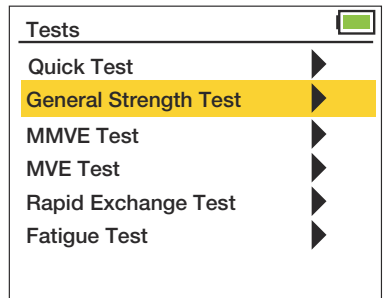 Tests
Quick Test
General Strength Test
MMVE Test
MVE Test
Rapid Exchange Test
Fatigue Test